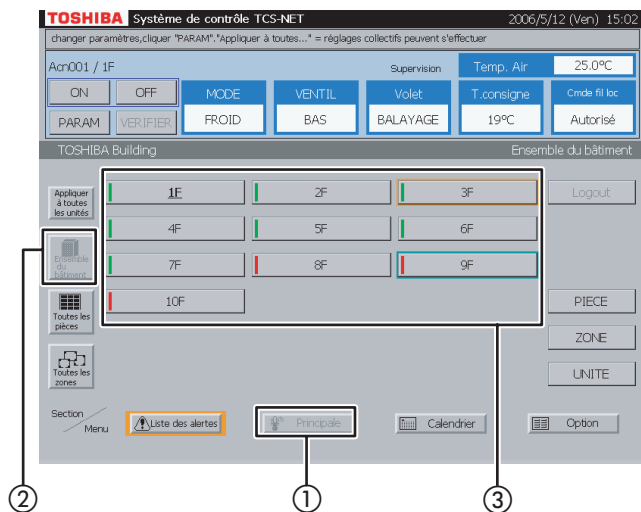 TOSHIBA Système de contrôle TCS-NET 2006/5/12 (Ven) 15:02
changer paramètres,cliquer "PARAM"."Appliquer à toutes..." = réglages collectifs peuvent s'effectuer
Acn001 / 1F Supervision Temp. Air 25.0°C
ON OFF MODE VENTIL Volet T.consigne Cmde fil loc
PARAM VERIFIER FROID BAS BALAYAGE 19°C Autorisé
TOSHIBA Building Ensemble du bâtiment
Appliquer à toutes les unités
1F 2F 3F Logout
4F 5F 6F
Ensemble du bâtiment
7F 8F 9F
10F
Toutes les pièces
PIECE
ZONE
Toutes les zones
UNITE
Section / Menu
Liste des alertes Principale Calendrier Option
② ① ③